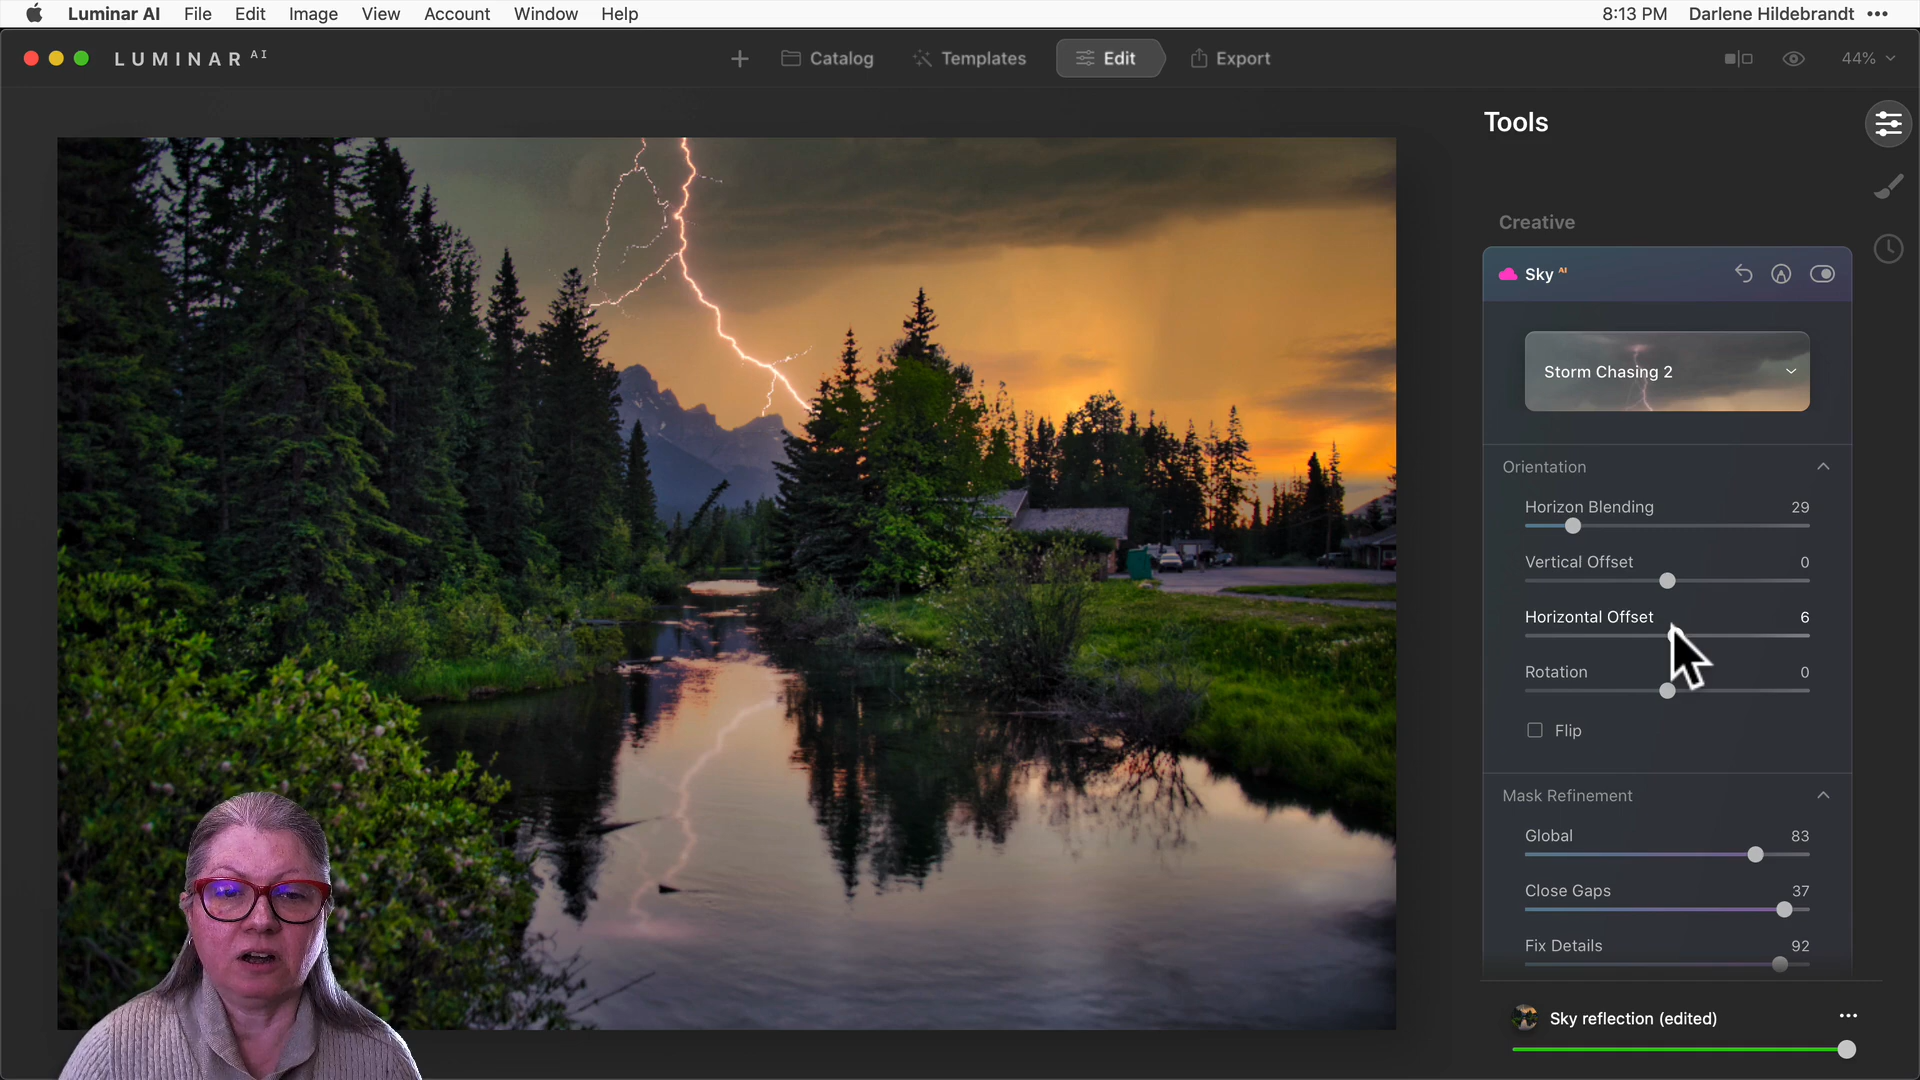 Luminar AI File Edit Image View Account Window Help 8:13 PM Darlene Hildebrandt
LUMINAR AI + Catalog Templates Edit Export 44%
Tools
Creative
Sky AI
Storm Chasing 2
Orientation
Horizon Blending 29
Vertical Offset 0
Horizontal Offset 6
Rotation 0
Flip
Mask Refinement
Global 83
Close Gaps 37
Fix Details 92
Sky reflection (edited)